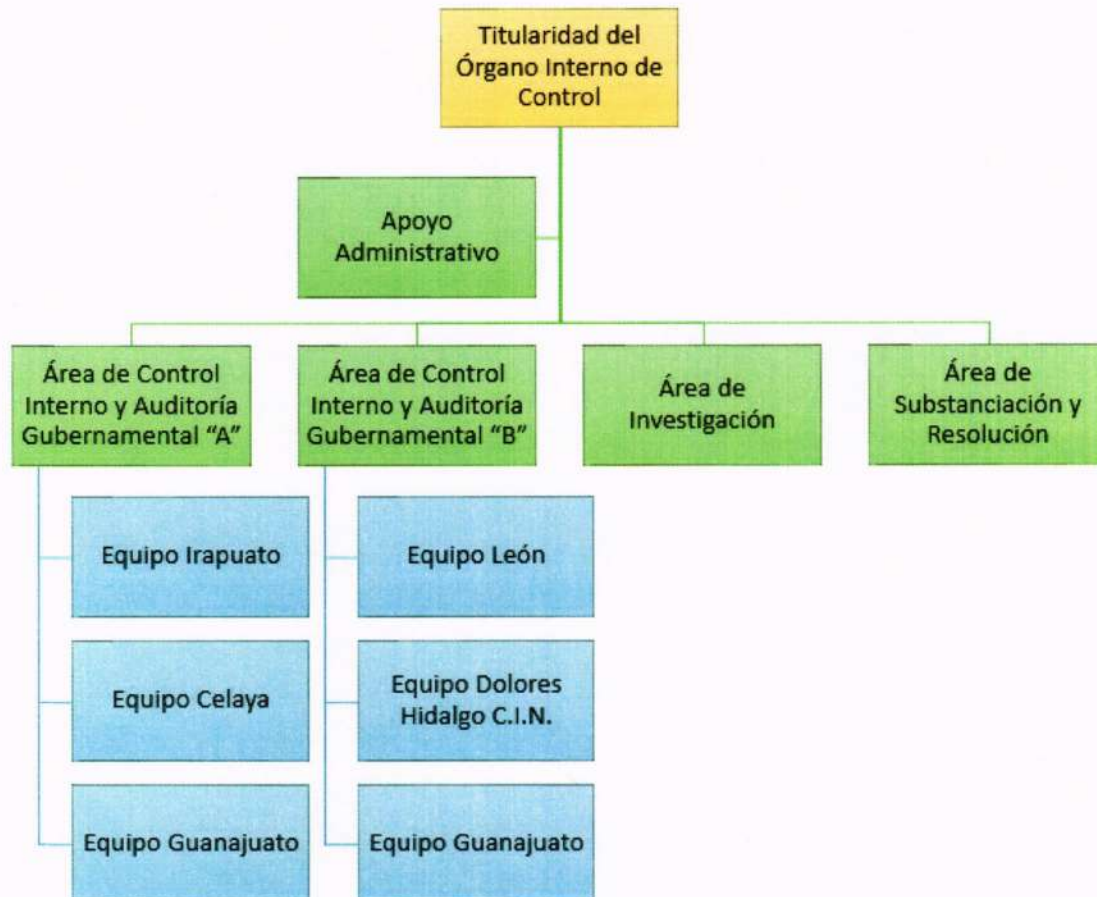 Titularidad del
Órgano Interno de
Control
Apoyo
Administrativo
Área de Control
Interno y Auditoría
Gubernamental “A”
Área de Control
Interno y Auditoría
Gubernamental “B”
Área de
Investigación
Área de
Substanciación y
Resolución
Equipo Irapuato
Equipo León
Equipo Celaya
Equipo Dolores
Hidalgo C.I.N.
Equipo Guanajuato
Equipo Guanajuato